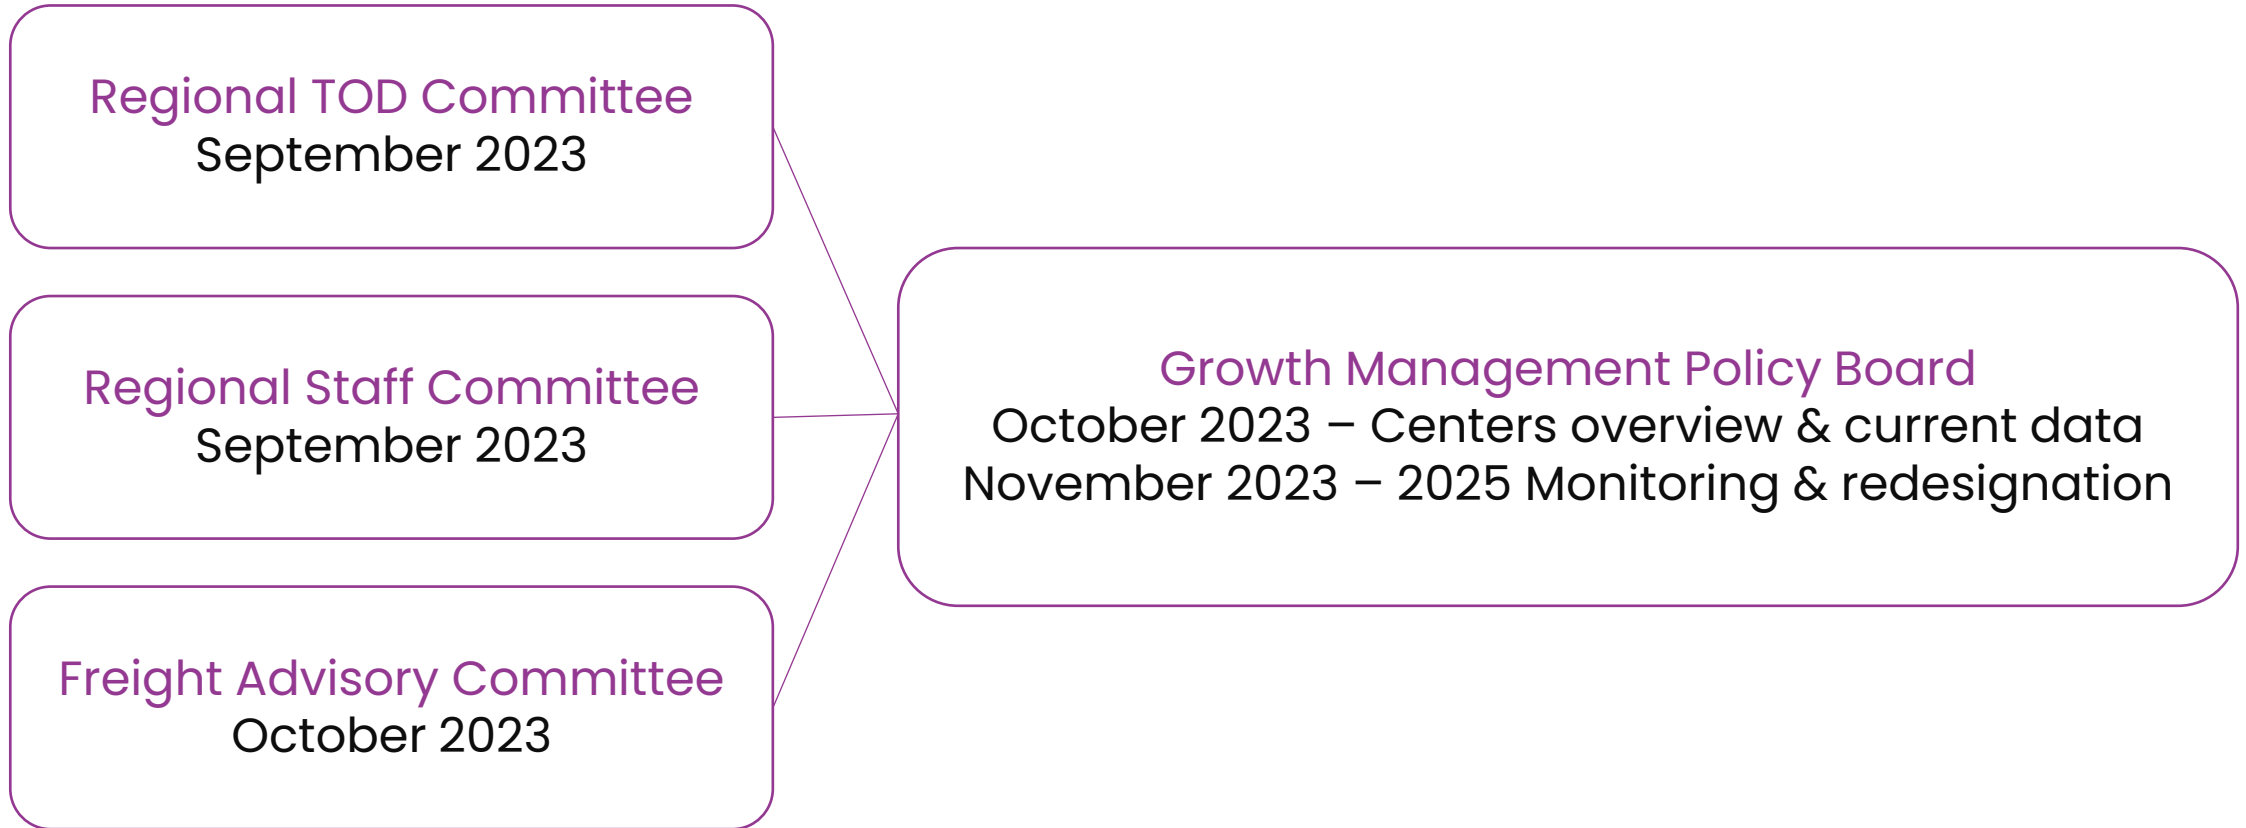 Regional TOD Committee
September 2023
Regional Staff Committee
September 2023
Freight Advisory Committee
October 2023
Growth Management Policy Board
October 2023 – Centers overview & current data
November 2023 – 2025 Monitoring & redesignation